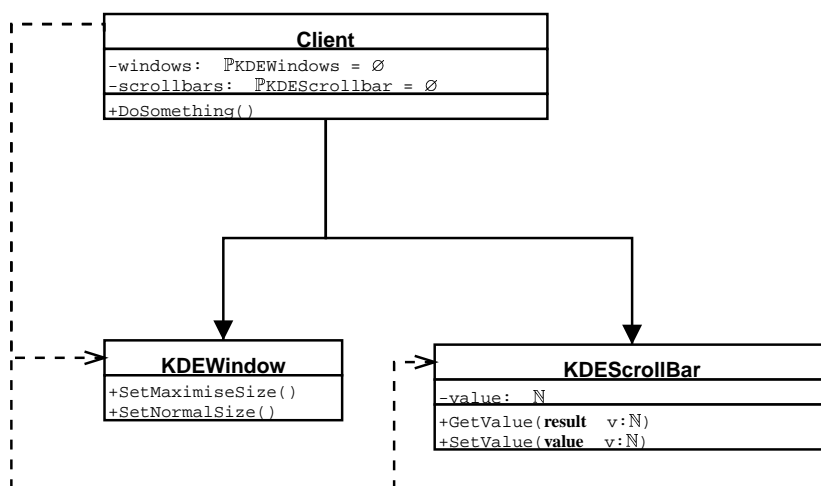 Client
-windows: ℙKDEWindows = ∅
-scrollbars: ℙKDEScrollbar = ∅
+DoSomething()
KDEWindow
+SetMaximiseSize()
+SetNormalSize()
KDEScrollBar
-value: ℕ
+GetValue(result v:ℕ)
+SetValue(value v:ℕ)